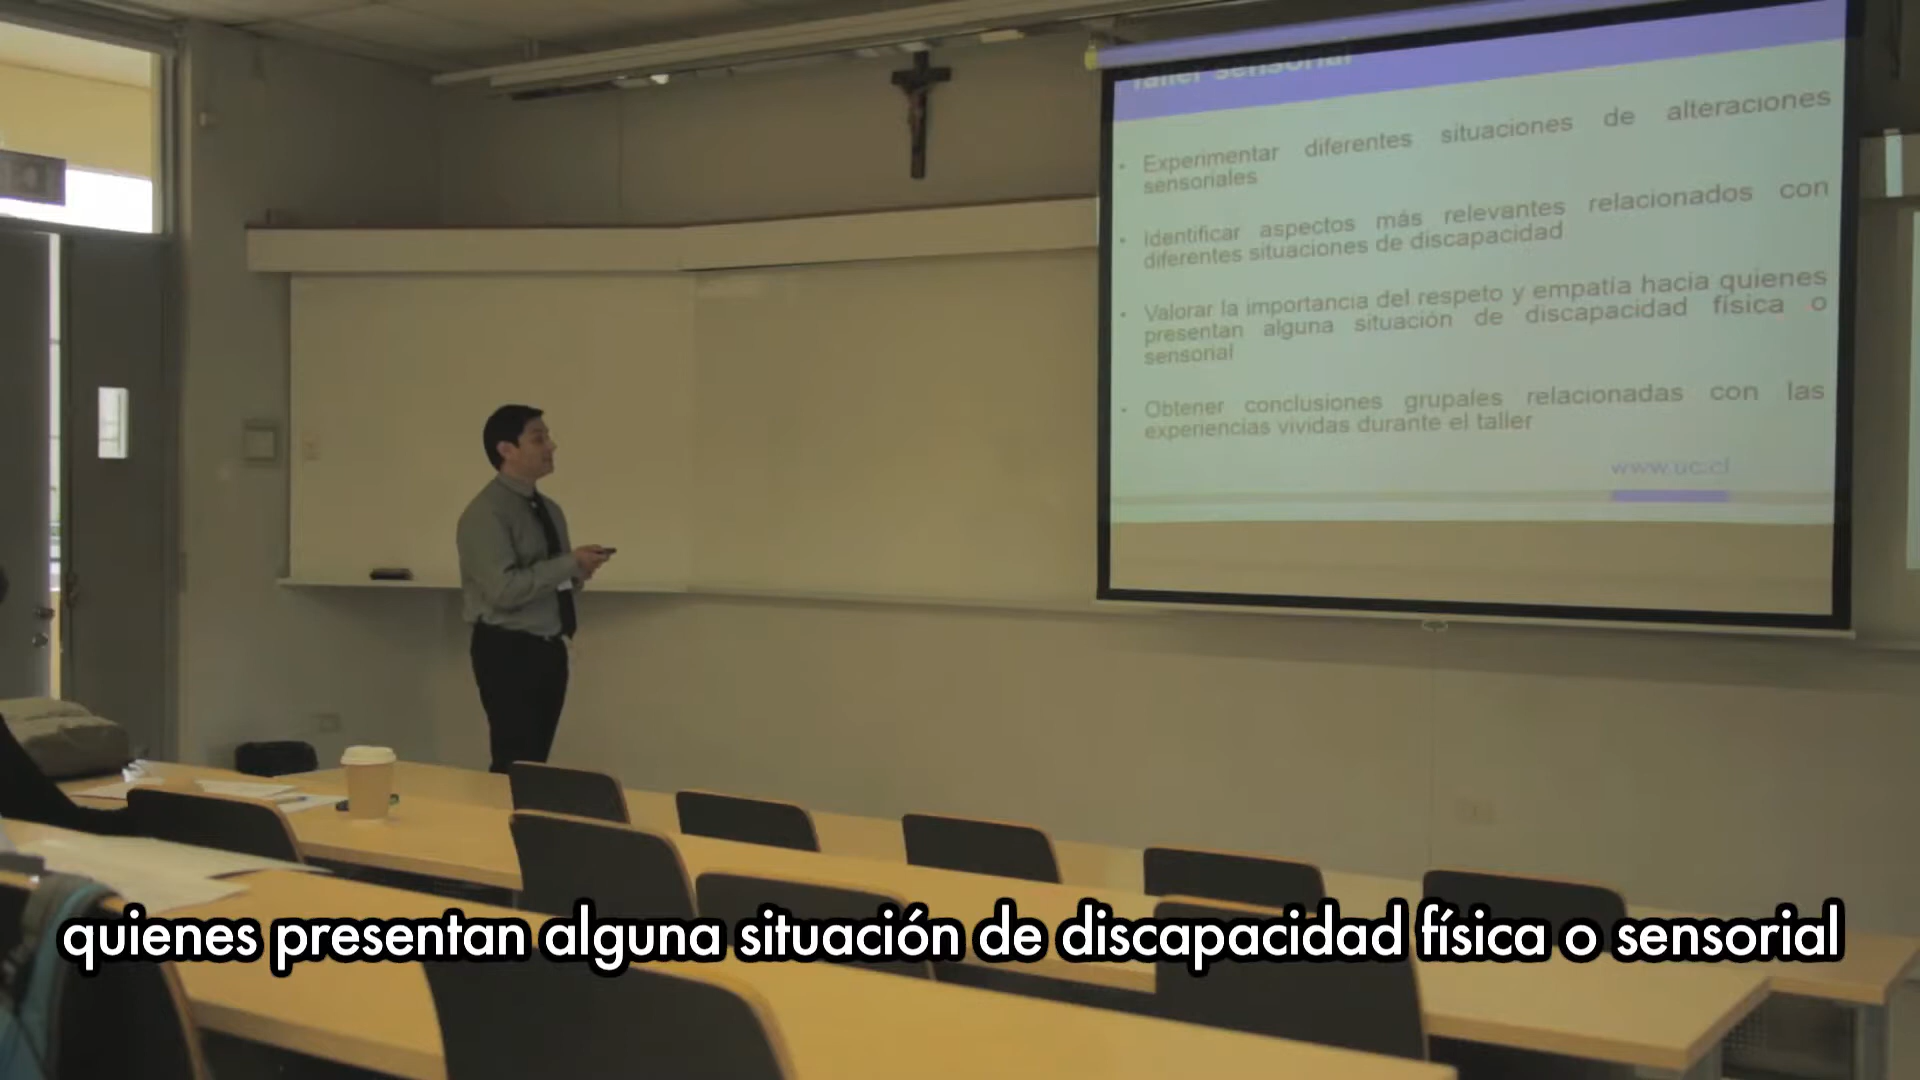 Taller sensorial
• Experimentar diferentes situaciones de alteraciones
sensoriales
• Identificar aspectos más relevantes relacionados con
diferentes situaciones de discapacidad
• Valorar la importancia del respeto y empatía hacia quienes
presentan alguna situación de discapacidad física o
sensorial
• Obtener conclusiones grupales relacionadas con las
experiencias vividas durante el taller
www.uc.cl
quienes presentan alguna situación de discapacidad física o sensorial